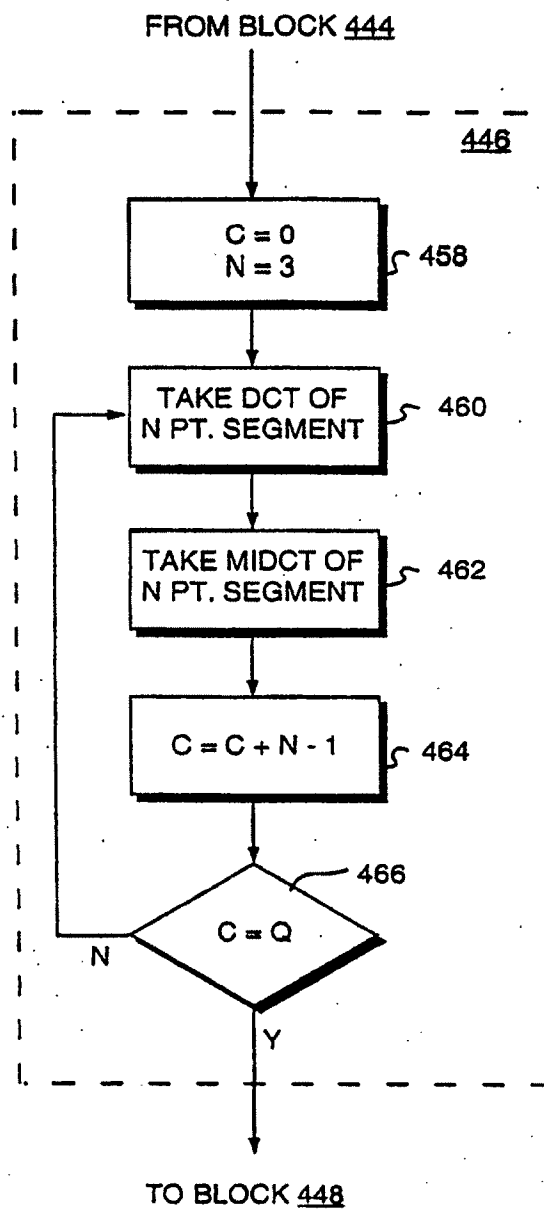 FROM BLOCK 444
446
C = 0
N = 3
458
TAKE DCT OF
N PT. SEGMENT
460
TAKE MIDCT OF
N PT. SEGMENT
462
C = C + N - 1
464
466
C = Q
N
Y
TO BLOCK 448